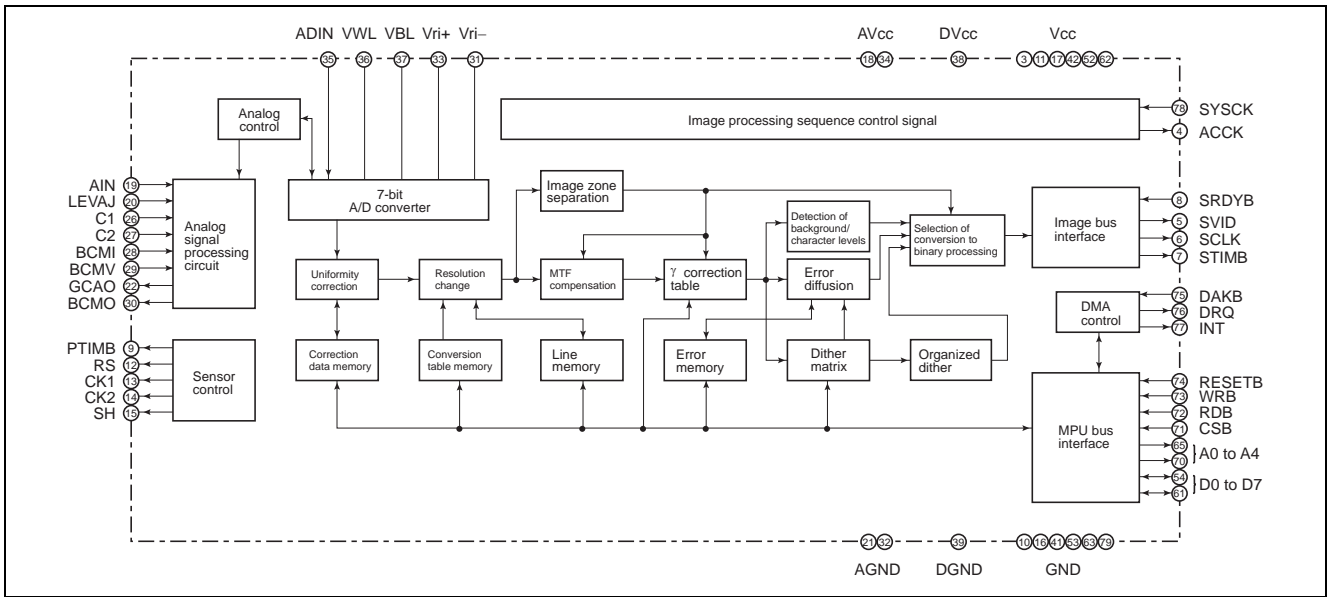 ADIN VWL VBL Vri+ Vri− AVcc DVcc Vcc
35 36 37 33 31 18 34 38 3 11 17 42 52 62
Analog
control
Image processing sequence control signal
78 SYSCK
4 ACCK
AIN 19
LEVAJ 20
C1 26
C2 27
BCMI 28
BCMV 29
GCAO 22
BCMO 30
Analog
signal
processing
circuit
7-bit
A/D converter
Image zone
separation
Detection of
background/
character levels
Selection of
conversion to
binary processing
Image bus
interface
8 SRDYB
5 SVID
6 SCLK
7 STIMB
Uniformity
correction
Resolution
change
MTF
compensation
γ correction
table
Error
diffusion
DMA
control
75 DAKB
76 DRQ
77 INT
PTIMB 9
RS 12
CK1 13
CK2 14
SH 15
Sensor
control
Correction
data memory
Conversion
table memory
Line
memory
Error
memory
Dither
matrix
Organized
dither
MPU bus
interface
74 RESETB
73 WRB
72 RDB
71 CSB
65
70
} A0 to A4
54
61
} D0 to D7
21 32 39 10 16 41 53 63 79
AGND DGND GND